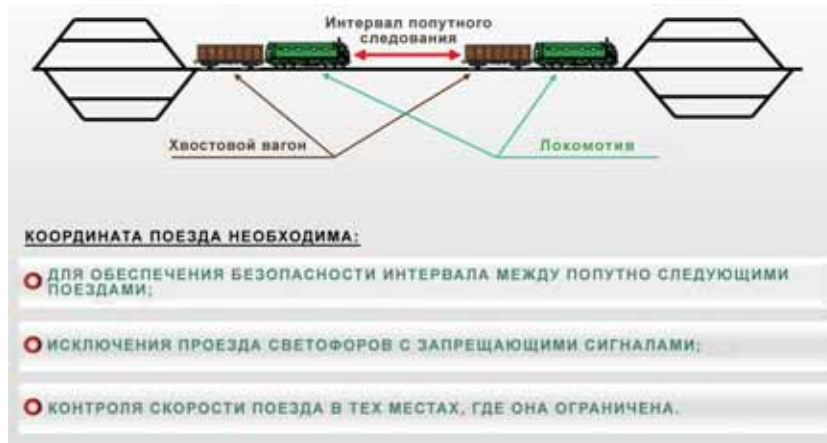 Интервал попутного
следования
Хвостовой вагон
Локомотив
КООРДИНАТА ПОЕЗДА НЕОБХОДИМА:
ДЛЯ ОБЕСПЕЧЕНИЯ БЕЗОПАСНОСТИ ИНТЕРВАЛА МЕЖДУ ПОПУТНО СЛЕДУЮЩИМИ
ПОЕЗДАМИ;
ИСКЛЮЧЕНИЯ ПРОЕЗДА СВЕТОФОРОВ С ЗАПРЕЩАЮЩИМИ СИГНАЛАМИ;
КОНТРОЛЯ СКОРОСТИ ПОЕЗДА В ТЕХ МЕСТАХ, ГДЕ ОНА ОГРАНИЧЕНА.